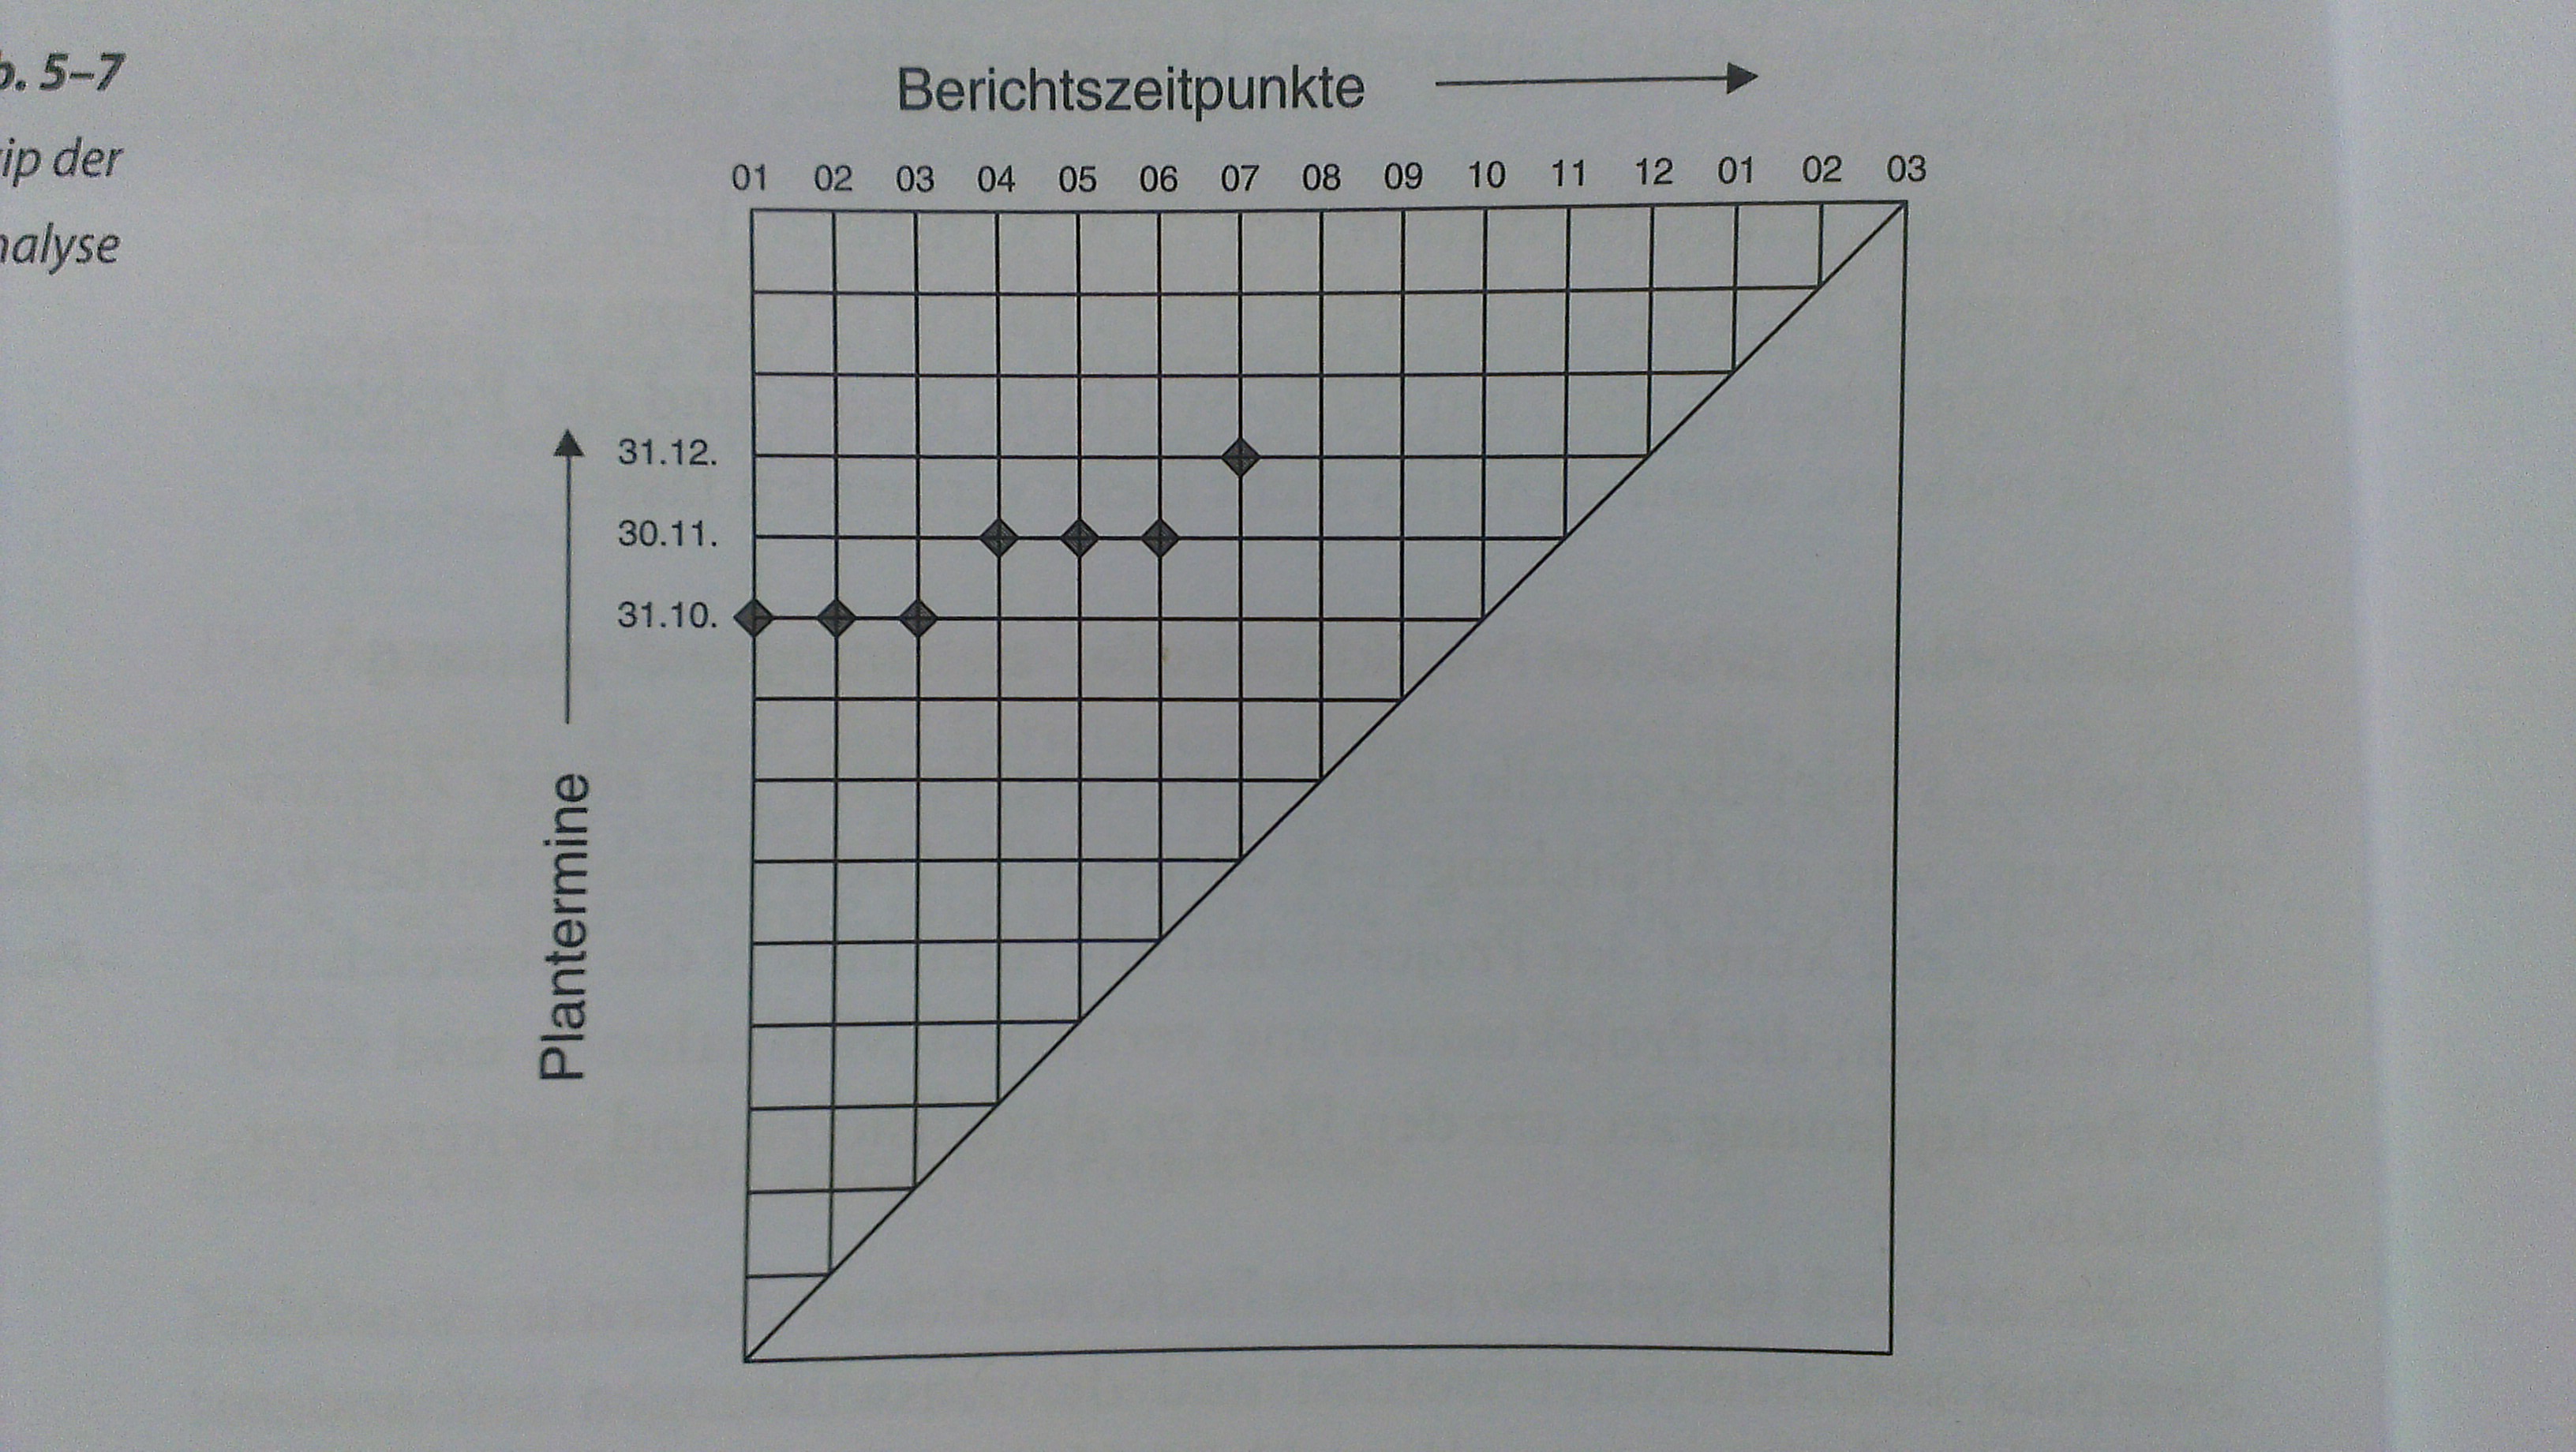 b. 5–7
ip der
nalyse
Berichtszeitpunkte
01 02 03 04 05 06 07 08 09 10 11 12 01 02 03
31.12.
30.11.
31.10.
Plantermine